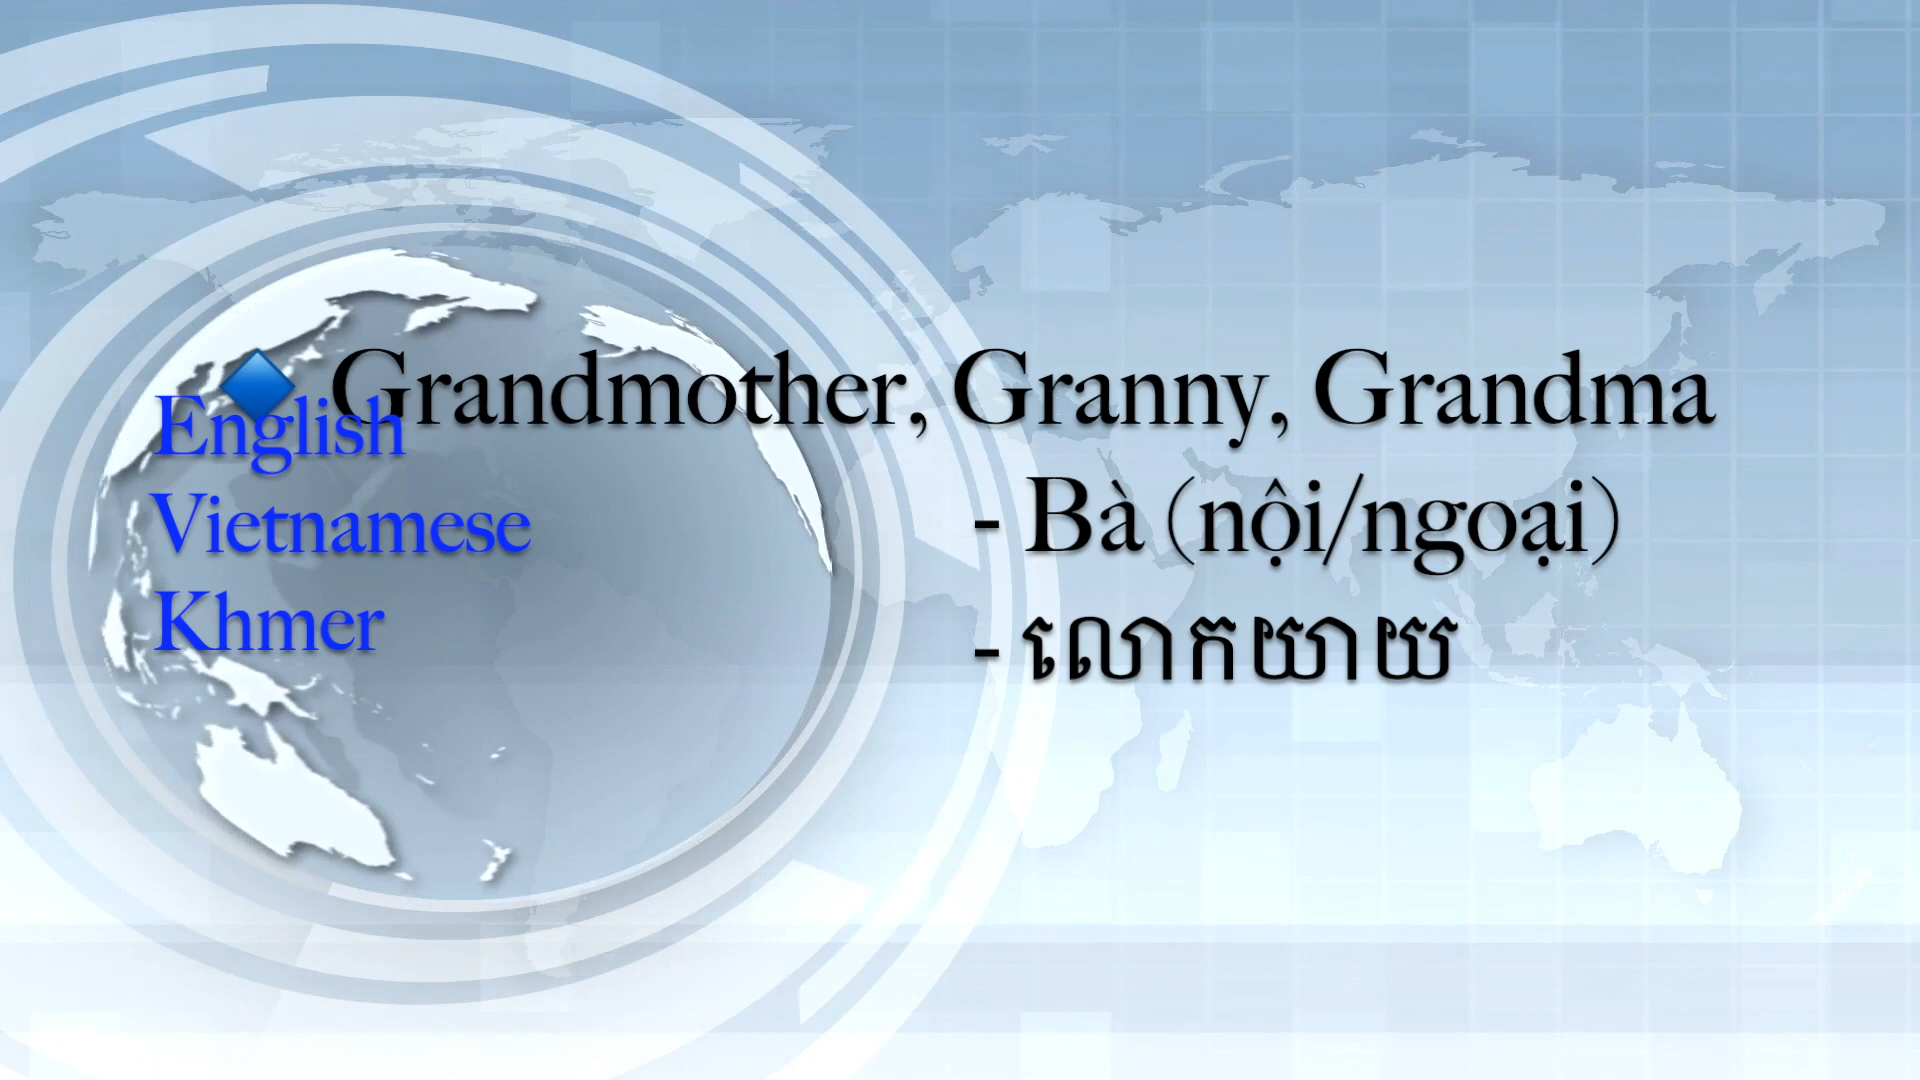 🔷 Grandmother, Granny, Grandma
English
Vietnamese
- Bà (nội/ngoại)
Khmer
- លោកយាយ